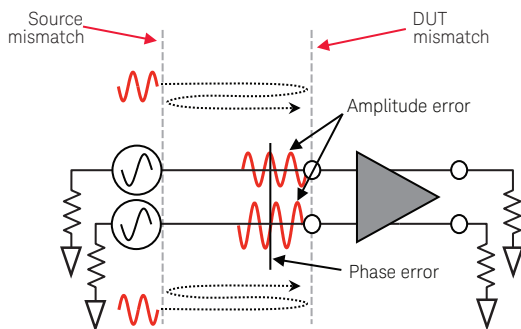 Source
mismatch
DUT
mismatch
Amplitude error
Phase error